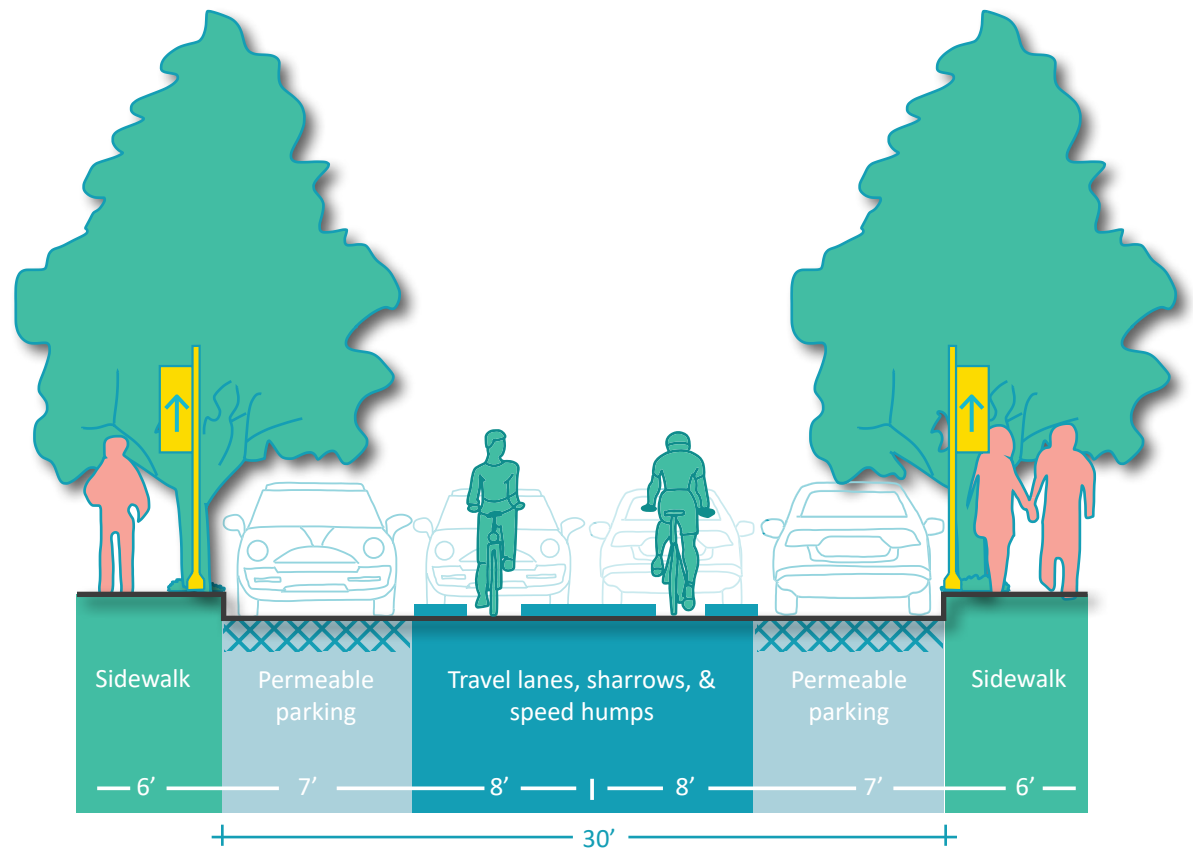 Sidewalk
Permeable
parking
Travel lanes, sharrows, &
speed humps
Permeable
parking
Sidewalk
6’
7’
8’
8’
7’
6’
30’